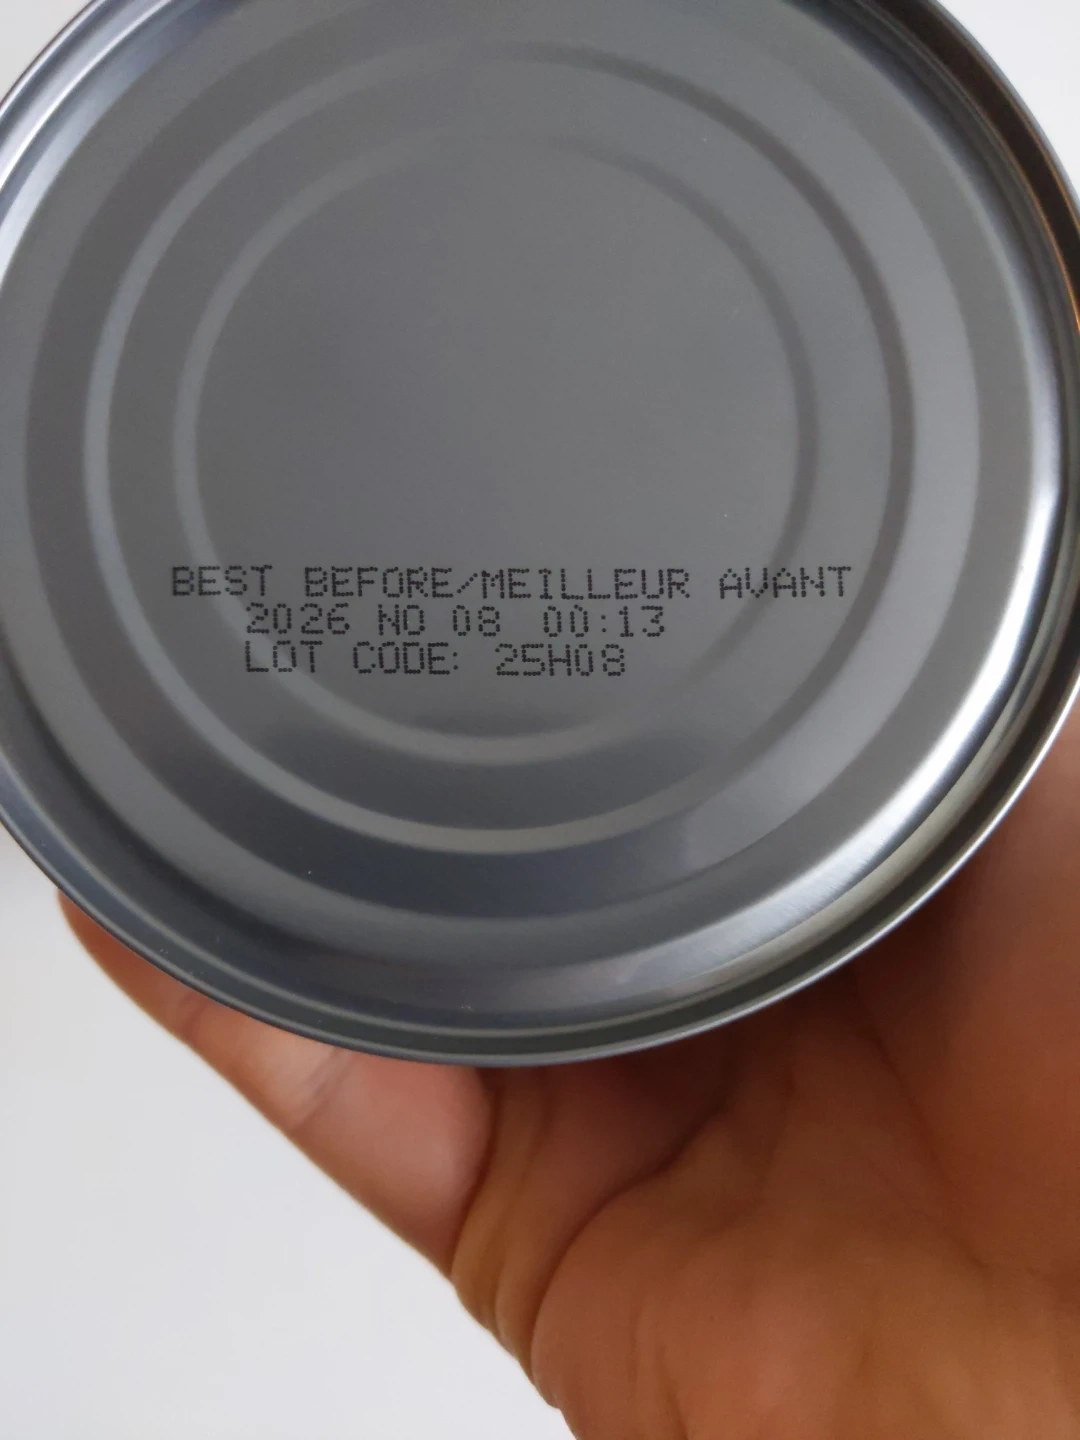 BEST BEFORE/MEILLEUR AVANT
2026 NO 08 00:13
LOT CODE: 25H08